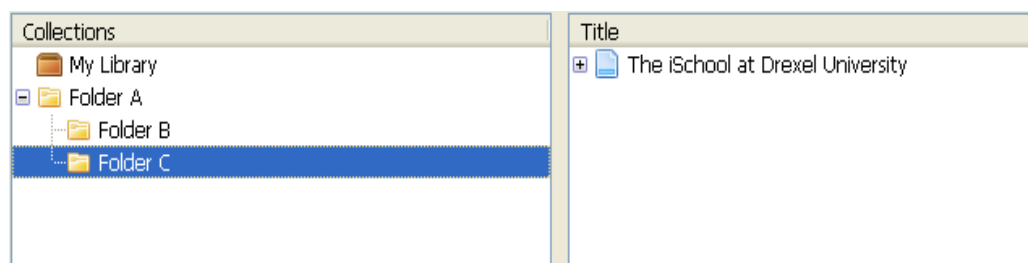 Collections
My Library
Folder A
Folder B
Folder C
Title
The iSchool at Drexel University